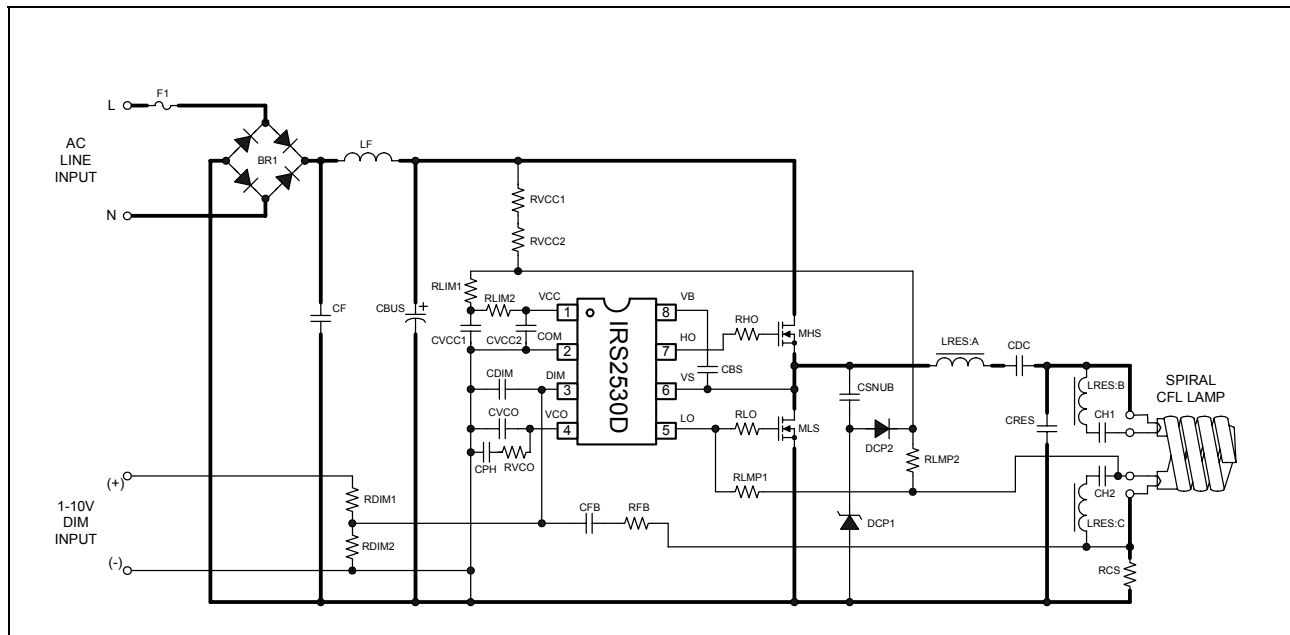 F1
L
AC
LINE
INPUT
BR1
LF
N
RVCC1
RVCC2
RLIM1
RLIM2
VCC
1
VB
8
CF
CBUS
+
CVCC1
CVCC2
COM
2
IRS2530D
HO
7
RHO
MHS
CBS
LRES:A
CDC
CDIM
DIM
3
VS
6
CSNUB
LRES:B
CH1
SPIRAL
CFL LAMP
CVCO
VCO
4
LO
5
RLO
MLS
DCP2
CRES
CPH
RVCO
RLMP1
RLMP2
CH2
LRES:C
(+)
1-10V
DIM
INPUT
(-)
RDIM1
RDIM2
CFB
RFB
DCP1
RCS